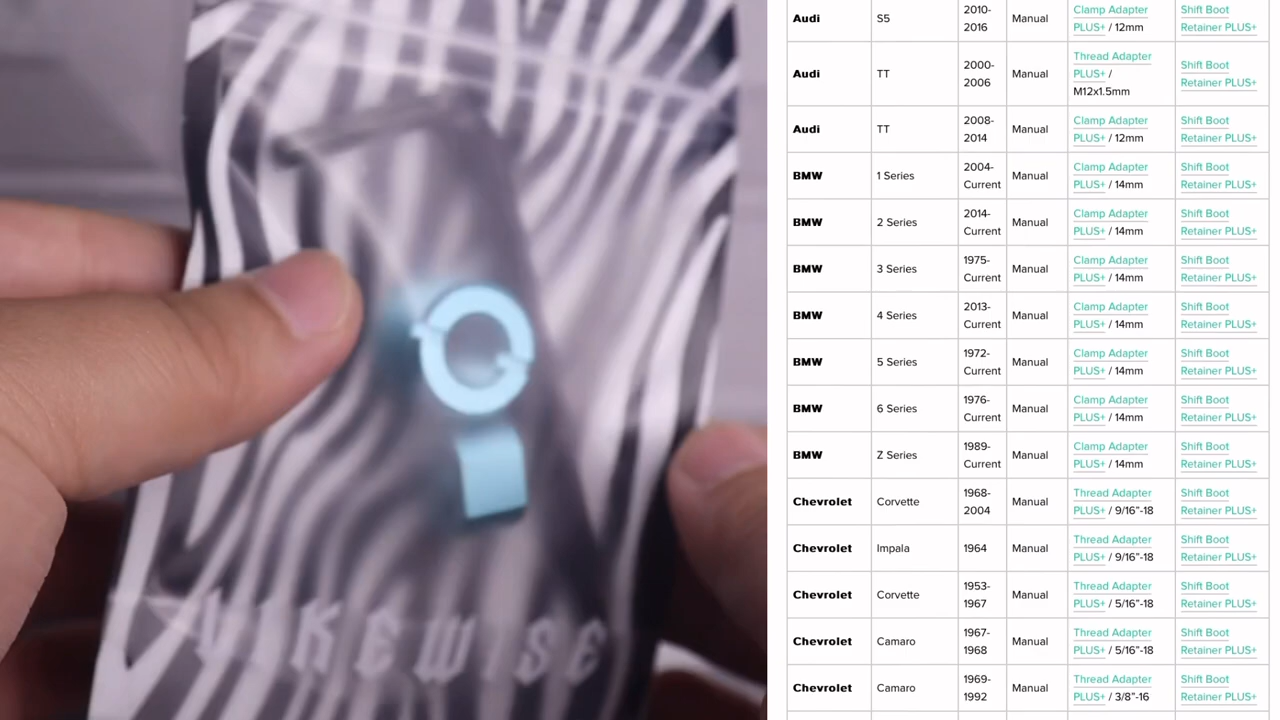 LIKEWISE
Audi S5 2010-2016 Manual Clamp Adapter PLUS+ / 12mm Shift Boot Retainer PLUS+
Audi TT 2000-2006 Manual Thread Adapter PLUS+ / M12x1.5mm Shift Boot Retainer PLUS+
Audi TT 2008-2014 Manual Clamp Adapter PLUS+ / 12mm Shift Boot Retainer PLUS+
BMW 1 Series 2004-Current Manual Clamp Adapter PLUS+ / 14mm Shift Boot Retainer PLUS+
BMW 2 Series 2014-Current Manual Clamp Adapter PLUS+ / 14mm Shift Boot Retainer PLUS+
BMW 3 Series 1975-Current Manual Clamp Adapter PLUS+ / 14mm Shift Boot Retainer PLUS+
BMW 4 Series 2013-Current Manual Clamp Adapter PLUS+ / 14mm Shift Boot Retainer PLUS+
BMW 5 Series 1972-Current Manual Clamp Adapter PLUS+ / 14mm Shift Boot Retainer PLUS+
BMW 6 Series 1976-Current Manual Clamp Adapter PLUS+ / 14mm Shift Boot Retainer PLUS+
BMW Z Series 1989-Current Manual Clamp Adapter PLUS+ / 14mm Shift Boot Retainer PLUS+
Chevrolet Corvette 1968-2004 Manual Thread Adapter PLUS+ / 9/16”-18 Shift Boot Retainer PLUS+
Chevrolet Impala 1964 Manual Thread Adapter PLUS+ / 9/16”-18 Shift Boot Retainer PLUS+
Chevrolet Corvette 1953-1967 Manual Thread Adapter PLUS+ / 5/16”-18 Shift Boot Retainer PLUS+
Chevrolet Camaro 1967-1968 Manual Thread Adapter PLUS+ / 5/16”-18 Shift Boot Retainer PLUS+
Chevrolet Camaro 1969-1992 Manual Thread Adapter PLUS+ / 3/8”-16 Shift Boot Retainer PLUS+